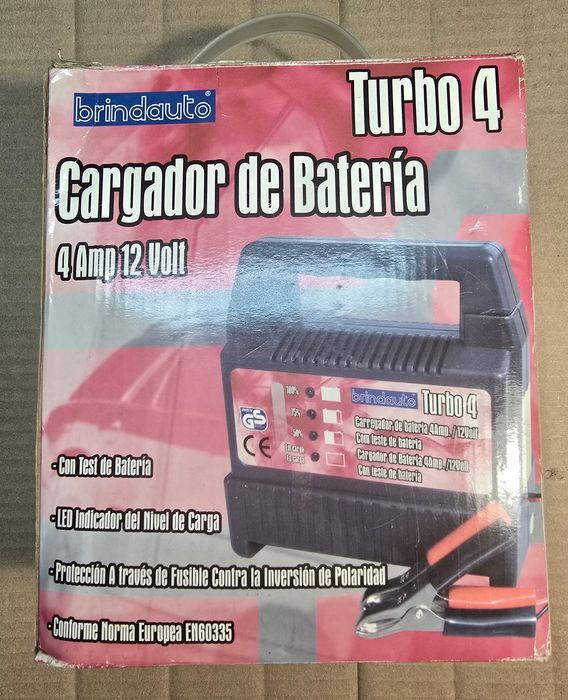 brindauto®
Turbo 4
Cargador de Batería
4 Amp 12 Volt
100%
75%
50%
brindauto Turbo 4
Carregador de bateria 4Amp./12Volt
Com teste de bateria
Cargador de Batería 4Amp./12Volt
Con teste de batería
GS
CE
-Con Test de Batería
-LED Indicador del Nivel de Carga
-Protección A través de Fusible Contra la Inversión de Polaridad
-Conforme Norma Europea EN60335